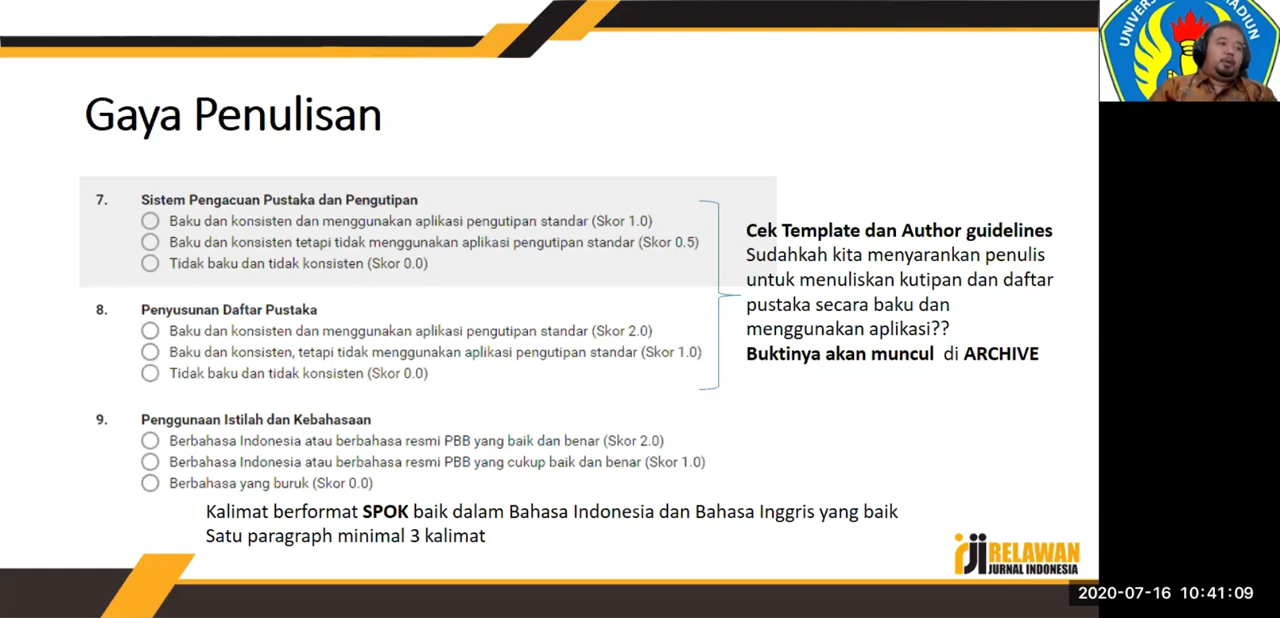 UNIVERS
DIUN
Gaya Penulisan
7. Sistem Pengacuan Pustaka dan Pengutipan
Baku dan konsisten dan menggunakan aplikasi pengutipan standar (Skor 1.0)
Baku dan konsisten tetapi tidak menggunakan aplikasi pengutipan standar (Skor 0.5)
Tidak baku dan tidak konsisten (Skor 0.0)
8. Penyusunan Daftar Pustaka
Baku dan konsisten dan menggunakan aplikasi pengutipan standar (Skor 2.0)
Baku dan konsisten, tetapi tidak menggunakan aplikasi pengutipan standar (Skor 1.0)
Tidak baku dan tidak konsisten (Skor 0.0)
Cek Template dan Author guidelines
Sudahkah kita menyarankan penulis
untuk menuliskan kutipan dan daftar
pustaka secara baku dan
menggunakan aplikasi??
Buktinya akan muncul di ARCHIVE
9. Penggunaan Istilah dan Kebahasaan
Berbahasa Indonesia atau berbahasa resmi PBB yang baik dan benar (Skor 2.0)
Berbahasa Indonesia atau berbahasa resmi PBB yang cukup baik dan benar (Skor 1.0)
Berbahasa yang buruk (Skor 0.0)
Kalimat berformat SPOK baik dalam Bahasa Indonesia dan Bahasa Inggris yang baik
Satu paragraph minimal 3 kalimat
rji RELAWAN
JURNAL INDONESIA
2020-07-16 10:41:09